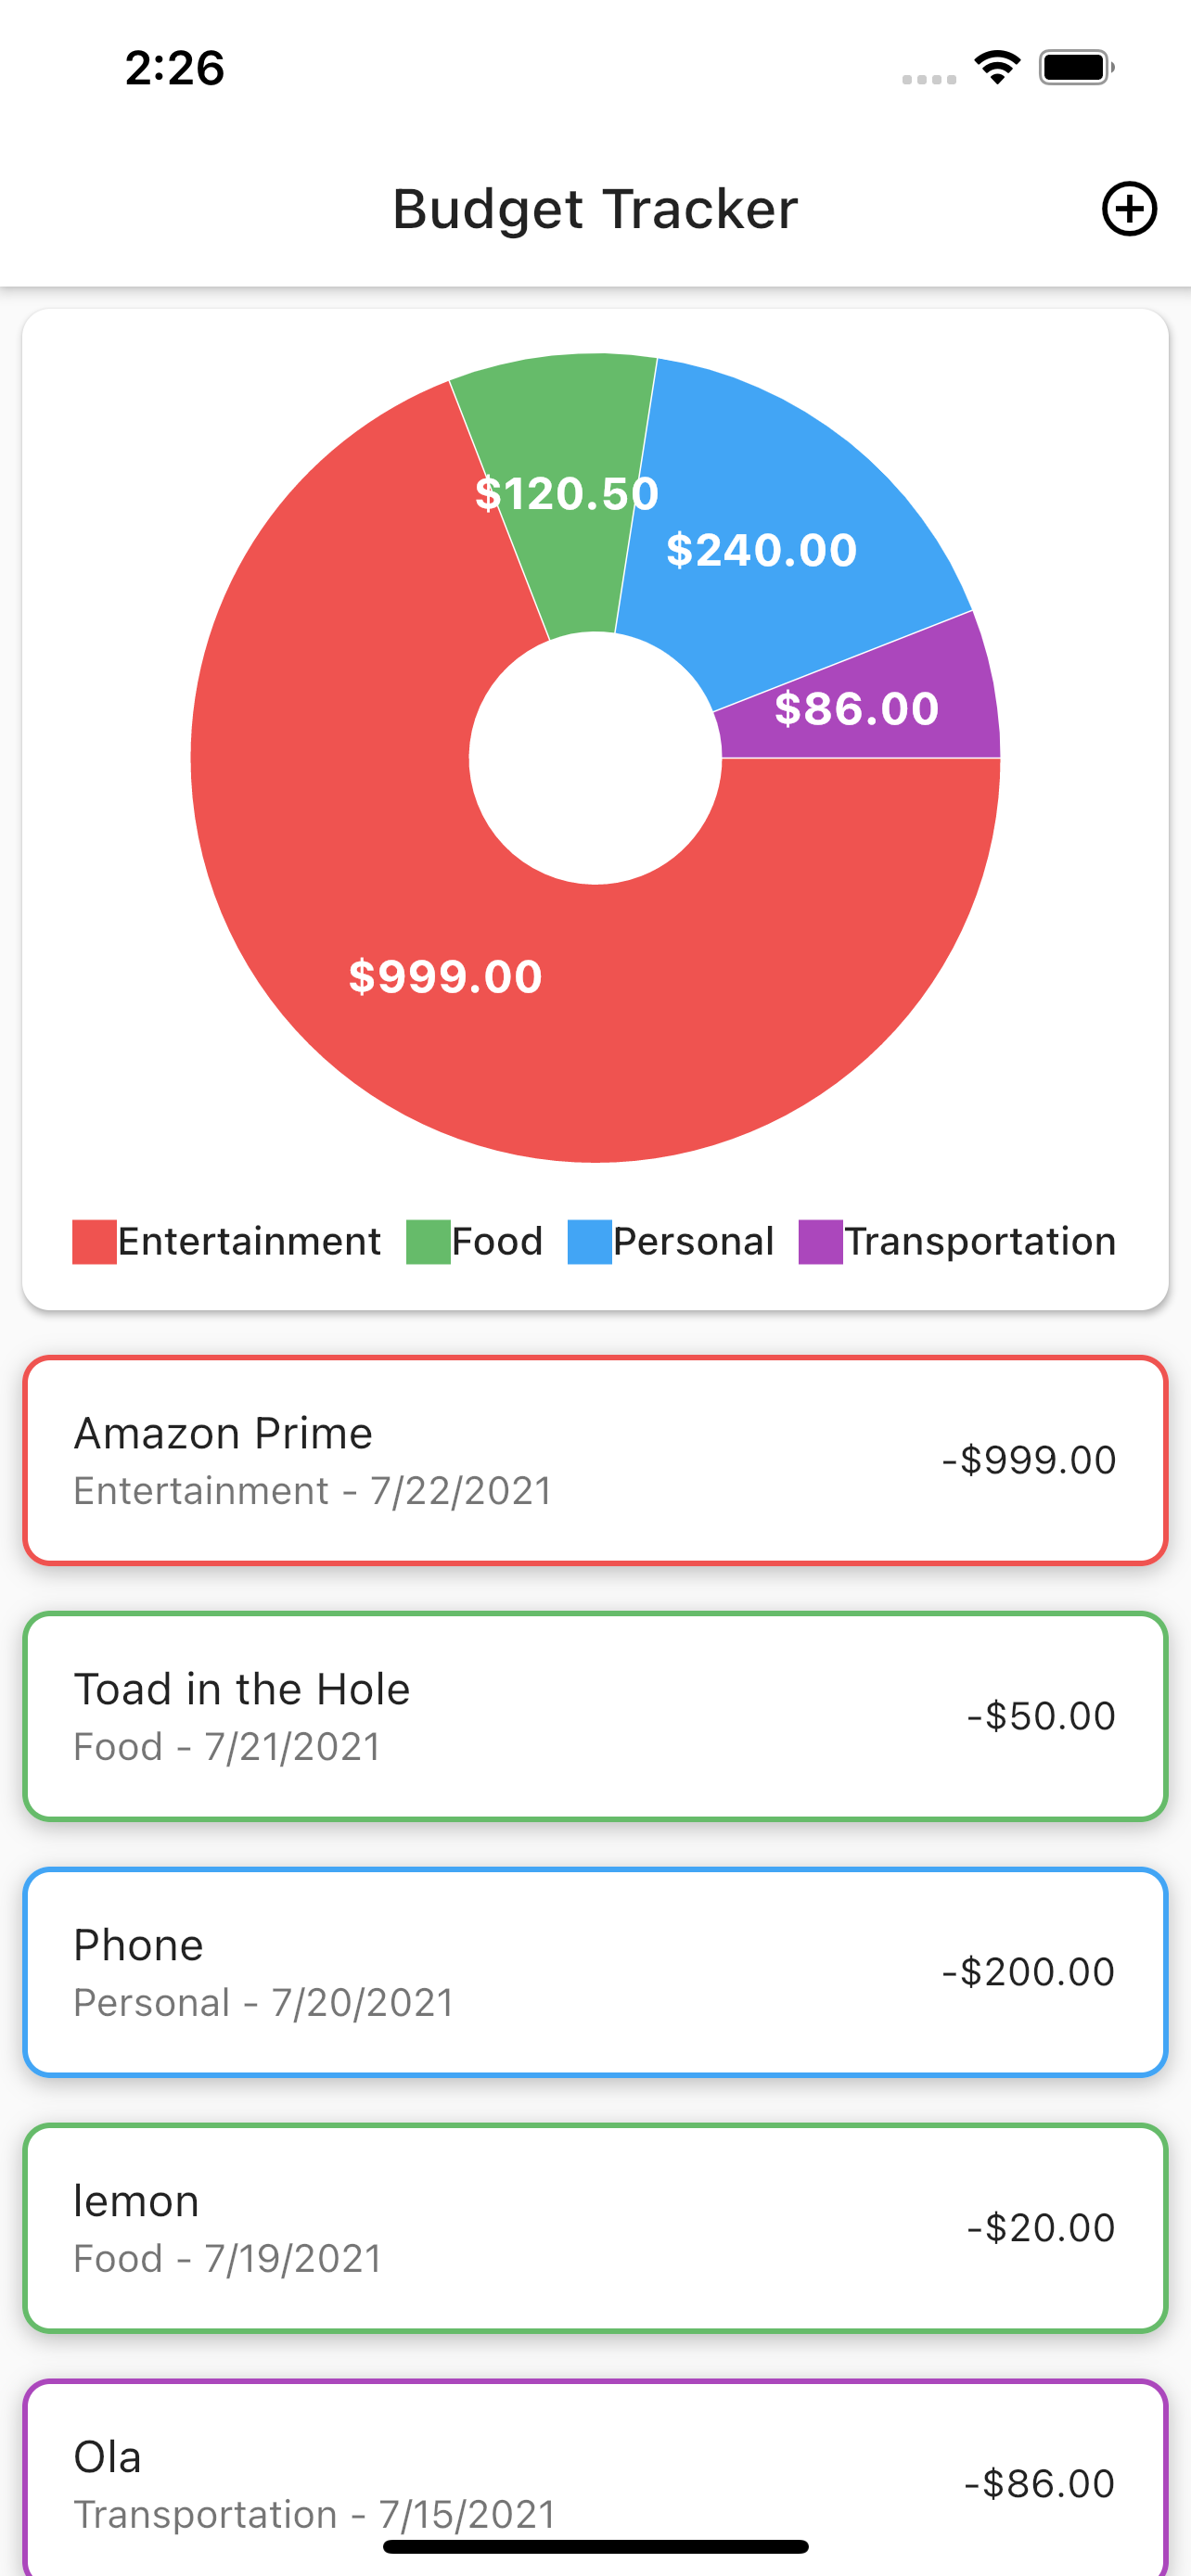 2:26
Budget Tracker
$120.50
$240.00
$86.00
$999.00
Entertainment Food Personal Transportation
Amazon Prime
-$999.00
Entertainment - 7/22/2021
Toad in the Hole
-$50.00
Food - 7/21/2021
Phone
-$200.00
Personal - 7/20/2021
lemon
-$20.00
Food - 7/19/2021
Ola
-$86.00
Transportation - 7/15/2021